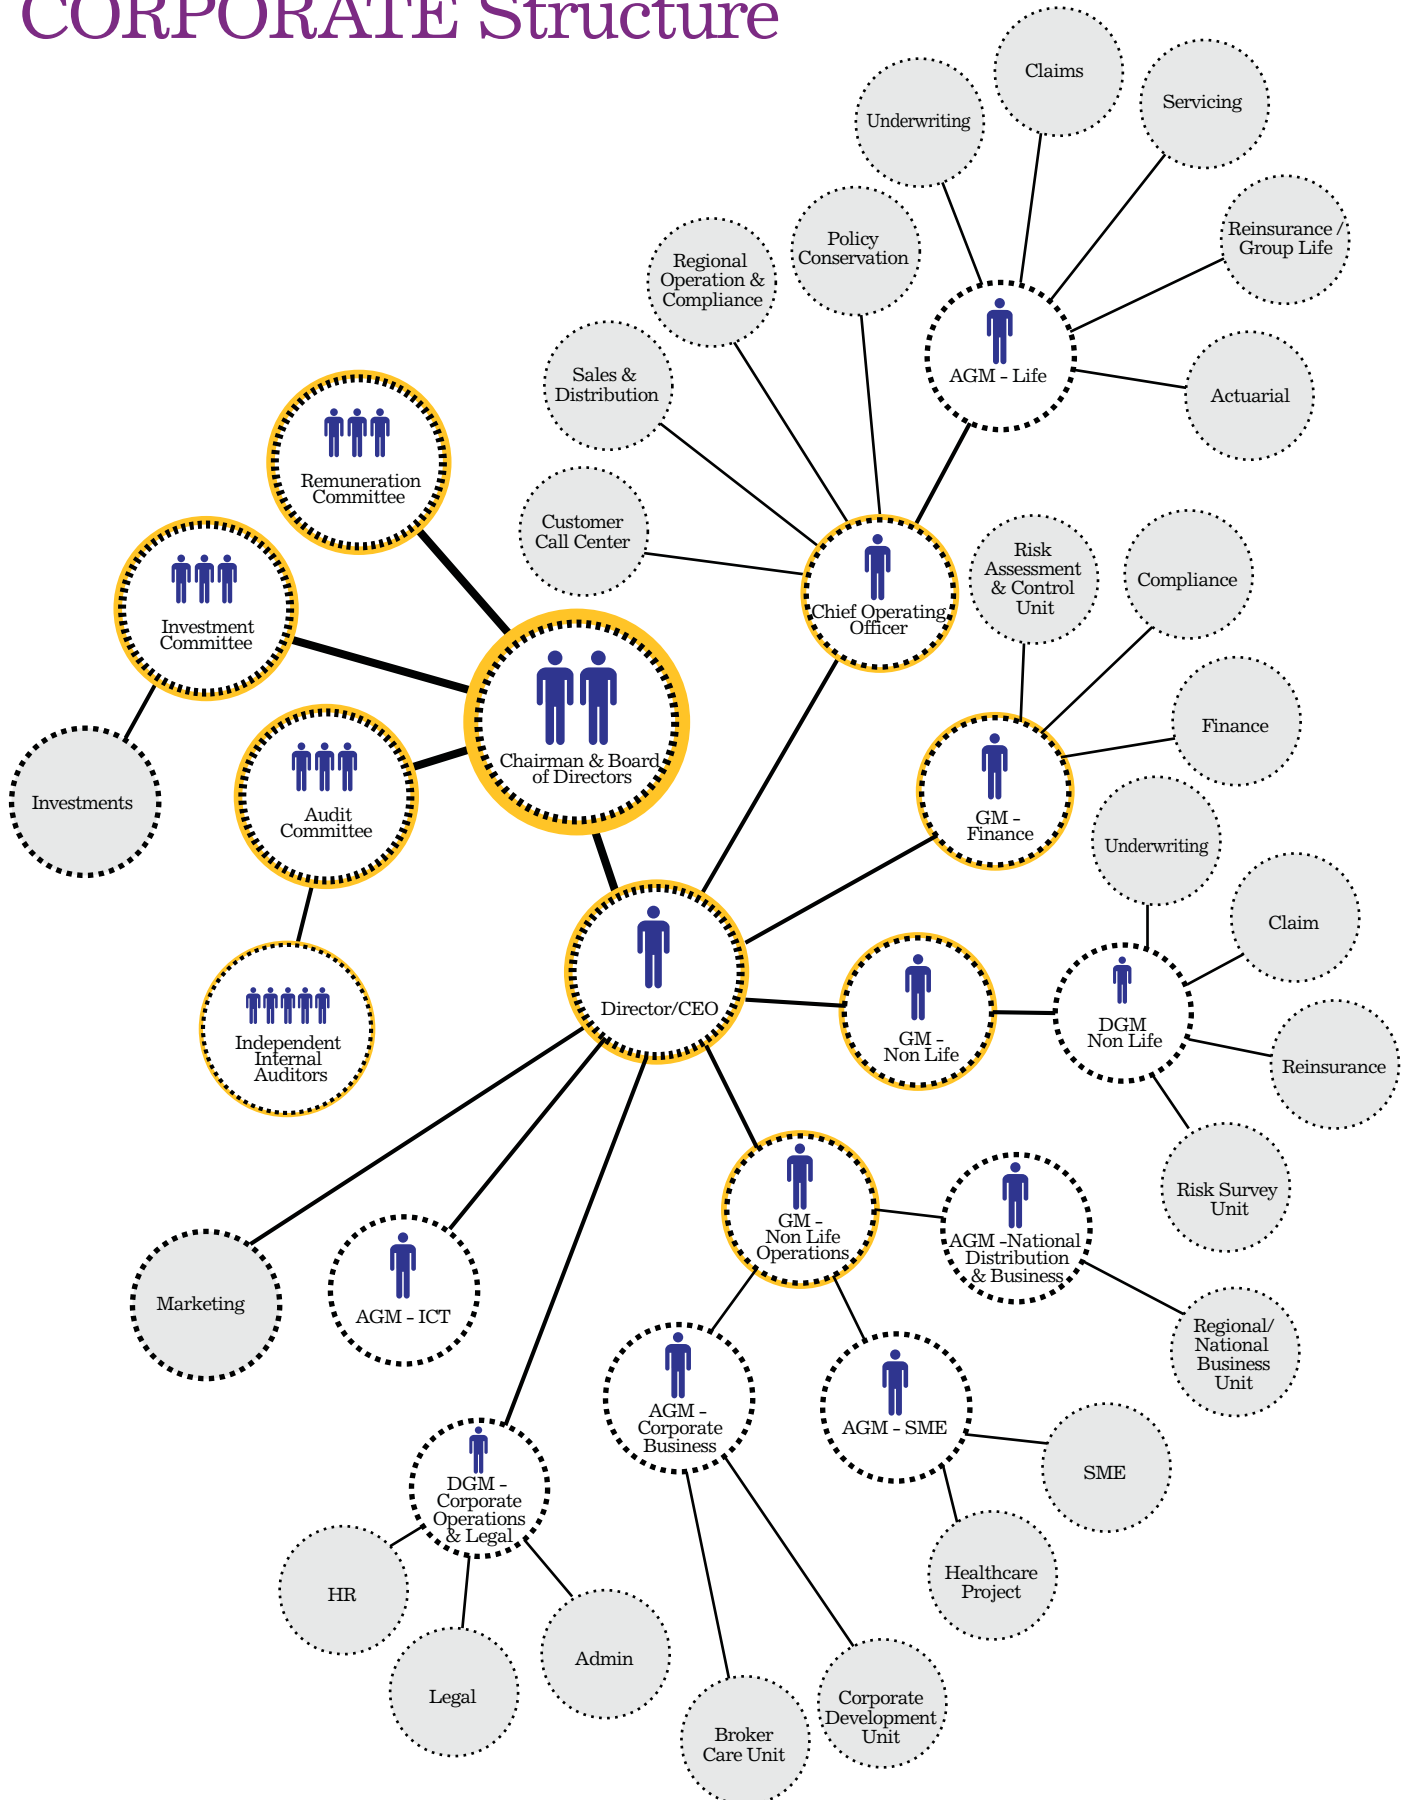 CORPORATE Structure
Claims
Servicing
Underwriting
Reinsurance /
Group Life
Policy
Conservation
Regional
Operation &
Compliance
AGM - Life
Actuarial
Sales &
Distribution
Remuneration
Committee
Customer
Call Center
Risk
Assessment
& Control
Unit
Compliance
Chief Operating
Officer
Investment
Committee
Finance
Chairman & Board
of Directors
Investments
Audit
Committee
GM -
Finance
Underwriting
Claim
Director/CEO
Independent
Internal
Auditors
GM -
Non Life
DGM
Non Life
Reinsurance
Risk Survey
Unit
GM -
Non Life
Operations
AGM -National
Distribution
& Business
Marketing
AGM - ICT
Regional/
National
Business
Unit
AGM -
Corporate
Business
AGM - SME
SME
DGM -
Corporate
Operations
& Legal
HR
Healthcare
Project
Admin
Legal
Corporate
Development
Unit
Broker
Care Unit